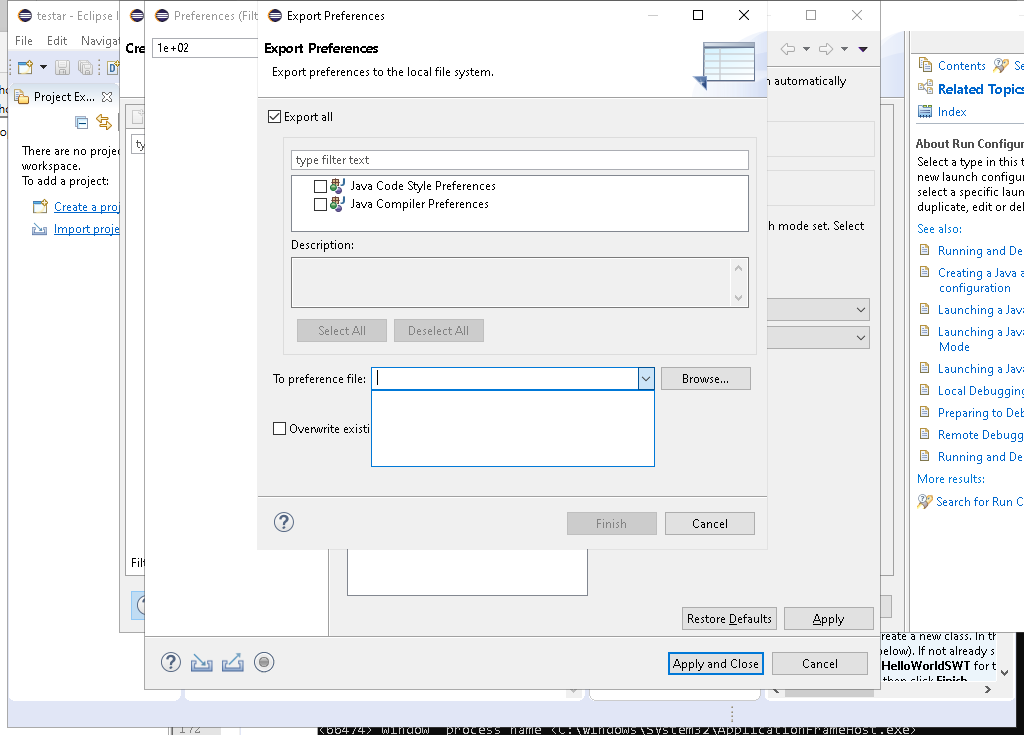 testar - Eclipse
Preferences (Filt
Export Preferences
File Edit Navigat
Cre
1e+02
Export Preferences
Export preferences to the local file system.
Project Ex...
automatically
Contents
Related Topics
Index
Export all
type filter text
Java Code Style Preferences
Java Compiler Preferences
Description:
Select All
Deselect All
To preference file:
Browse...
Overwrite existi
Finish
Cancel
There are no projec
workspace.
To add a project:
Create a proj
Import proje
h mode set. Select
About Run Configur
Select a type in this t
new launch configur
select a specific laun
duplicate, edit or del
See also:
Running and De
Creating a Java a
configuration
Launching a Java
Launching a Java
Mode
Launching a Java
Local Debugging
Preparing to Deb
Remote Debugg
Running and De
More results:
Search for Run C
Filt
Restore Defaults
Apply
Apply and Close
Cancel
reate a new class. In th
below). If not already s
HelloWorldSWT for t
then click Finish.
172
<66474> window process name <C:\Windows\System32\ApplicationFrameHost.exe>